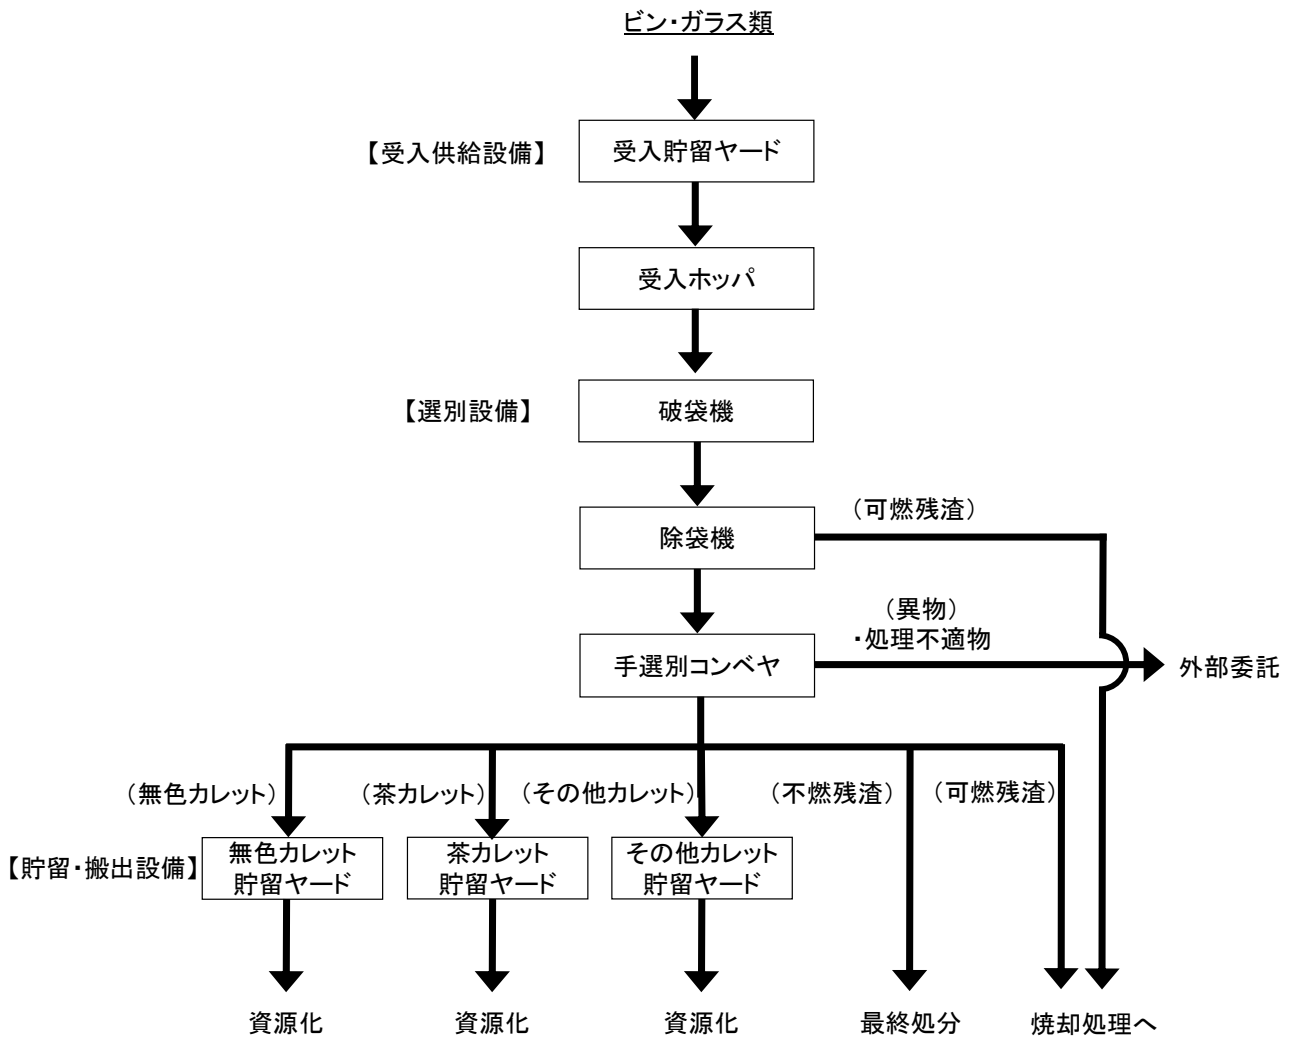 ビン・ガラス類
【受入供給設備】
受入貯留ヤード
受入ホッパ
【選別設備】
破袋機
除袋機
（可燃残渣）
（異物）
・処理不適物
手選別コンベヤ
外部委託
（無色カレット）
（茶カレット）
（その他カレット）
（不燃残渣）
（可燃残渣）
【貯留・搬出設備】
無色カレット
貯留ヤード
茶カレット
貯留ヤード
その他カレット
貯留ヤード
資源化
資源化
資源化
最終処分
焼却処理へ